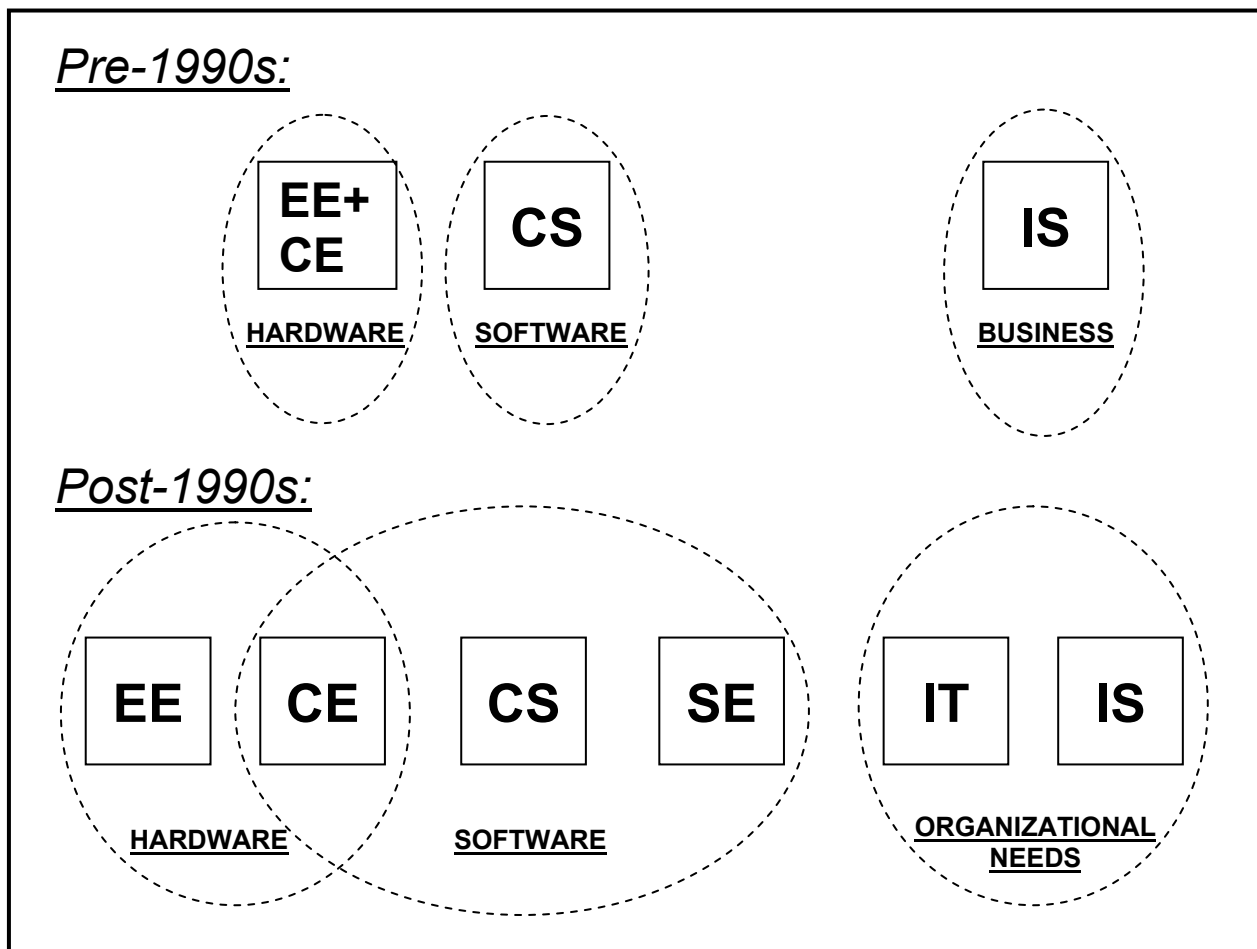 Pre-1990s:
EE+
CE
CS
IS
HARDWARE
SOFTWARE
BUSINESS
Post-1990s:
EE
CE
CS
SE
IT
IS
HARDWARE
SOFTWARE
ORGANIZATIONAL
NEEDS